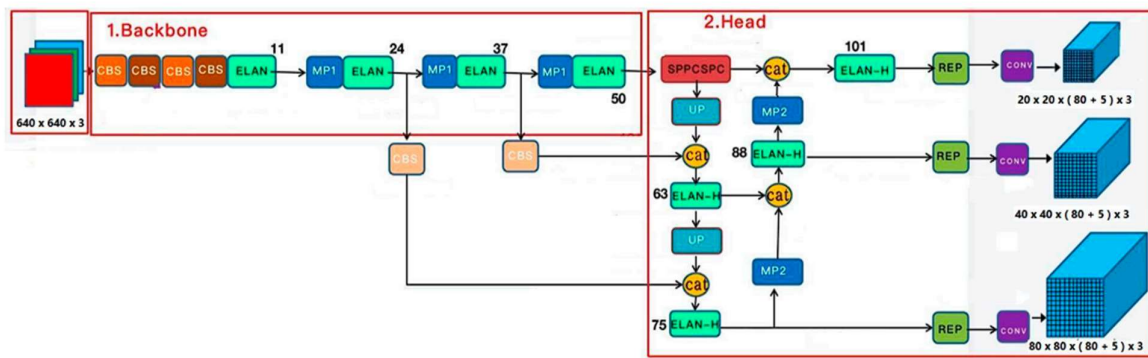 1.Backbone
2.Head
640 x 640 x 3
CBS
CBS
CBS
CBS
ELAN
11
MP1
ELAN
24
MP1
ELAN
37
MP1
ELAN
50
CBS
CBS
SPPCSPC
cat
101
ELAN-H
REP
CONV
20 x 20 x ( 80 + 5) x 3
UP
MP2
cat
88
ELAN-H
REP
CONV
40 x 40 x ( 80 + 5) x 3
63
ELAN-H
cat
UP
MP2
cat
75
ELAN-H
REP
CONV
80 x 80 x ( 80 + 5) x 3